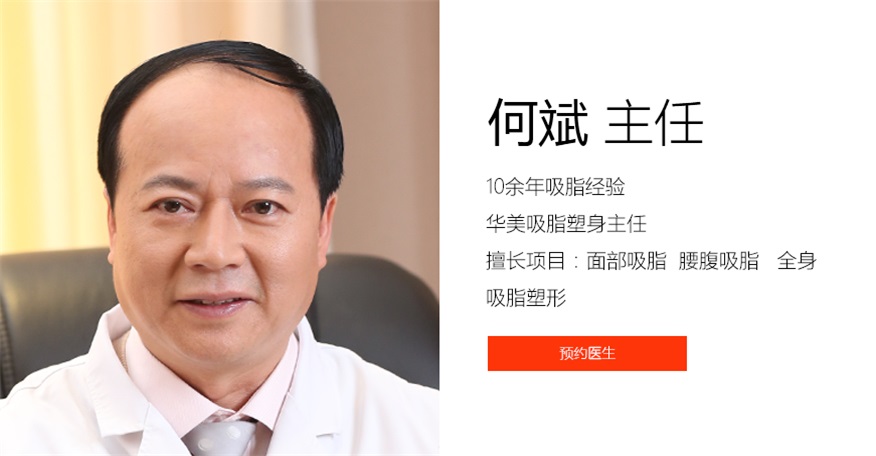 何斌 主任
10余年吸脂经验
华美吸脂塑身主任
擅长项目：面部吸脂 腰腹吸脂 全身
吸脂塑形
预约医生